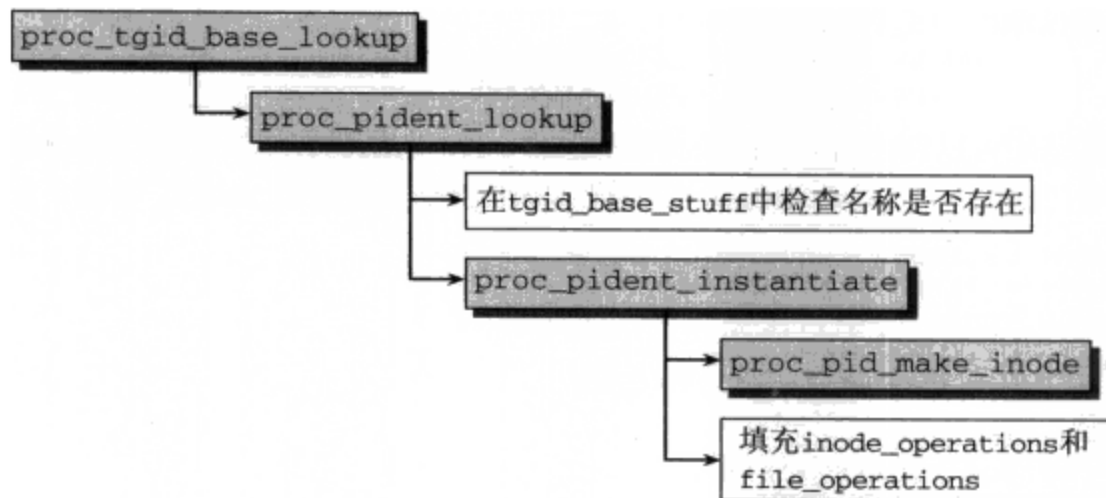 proc_tgid_base_lookup
proc_pident_lookup
在tgid_base_stuff中检查名称是否存在
proc_pident_instantiate
proc_pid_make_inode
填充inode_operations和
file_operations